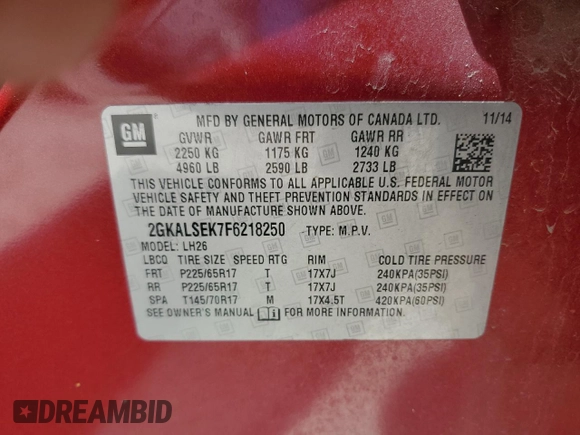 GM
MFD BY GENERAL MOTORS OF CANADA LTD. 11/14
GVWR GAWR FRT GAWR RR
2250 KG 1175 KG 1240 KG
4960 LB 2590 LB 2733 LB
THIS VEHICLE CONFORMS TO ALL APPLICABLE U.S. FEDERAL MOTOR
VEHICLE SAFETY AND THEFT PREVENTION STANDARDS IN EFFECT ON
THE DATE OF MANUFACTURE SHOWN ABOVE.
2GKALSEK7F6218250 TYPE: M.P.V.
MODEL: LH26
LBCQ TIRE SIZE SPEED RTG RIM COLD TIRE PRESSURE
FRT P225/65R17 T 17X7J 240KPA(35PSI)
RR P225/65R17 T 17X7J 240KPA(35PSI)
SPA T145/70R17 M 17X4.5T 420KPA(60PSI)
SEE OWNER'S MANUAL FOR MORE INFORMATION.
DREAMBID